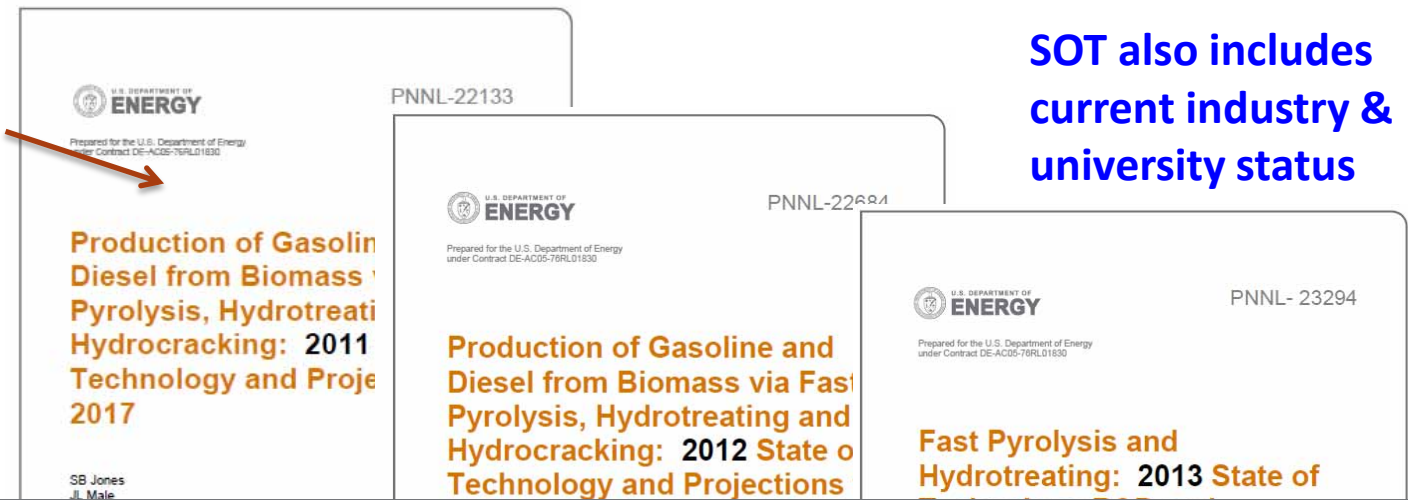 SOT also includes
current industry &
university status
U.S. DEPARTMENT OF
ENERGY
PNNL-22133
Prepared for the U.S. Department of Energy
under Contract DE-AC05-76RL01830
Production of Gasolin
Diesel from Biomass
Pyrolysis, Hydrotreati
Hydrocracking: 2011
Technology and Proje
2017
SB Jones
JL Male
U.S. DEPARTMENT OF
ENERGY
PNNL-22684
Prepared for the U.S. Department of Energy
under Contract DE-AC05-76RL01830
Production of Gasoline and
Diesel from Biomass via Fast
Pyrolysis, Hydrotreating and
Hydrocracking: 2012 State o
Technology and Projections
U.S. DEPARTMENT OF
ENERGY
PNNL- 23294
Prepared for the U.S. Department of Energy
under Contract DE-AC05-76RL01830
Fast Pyrolysis and
Hydrotreating: 2013 State of